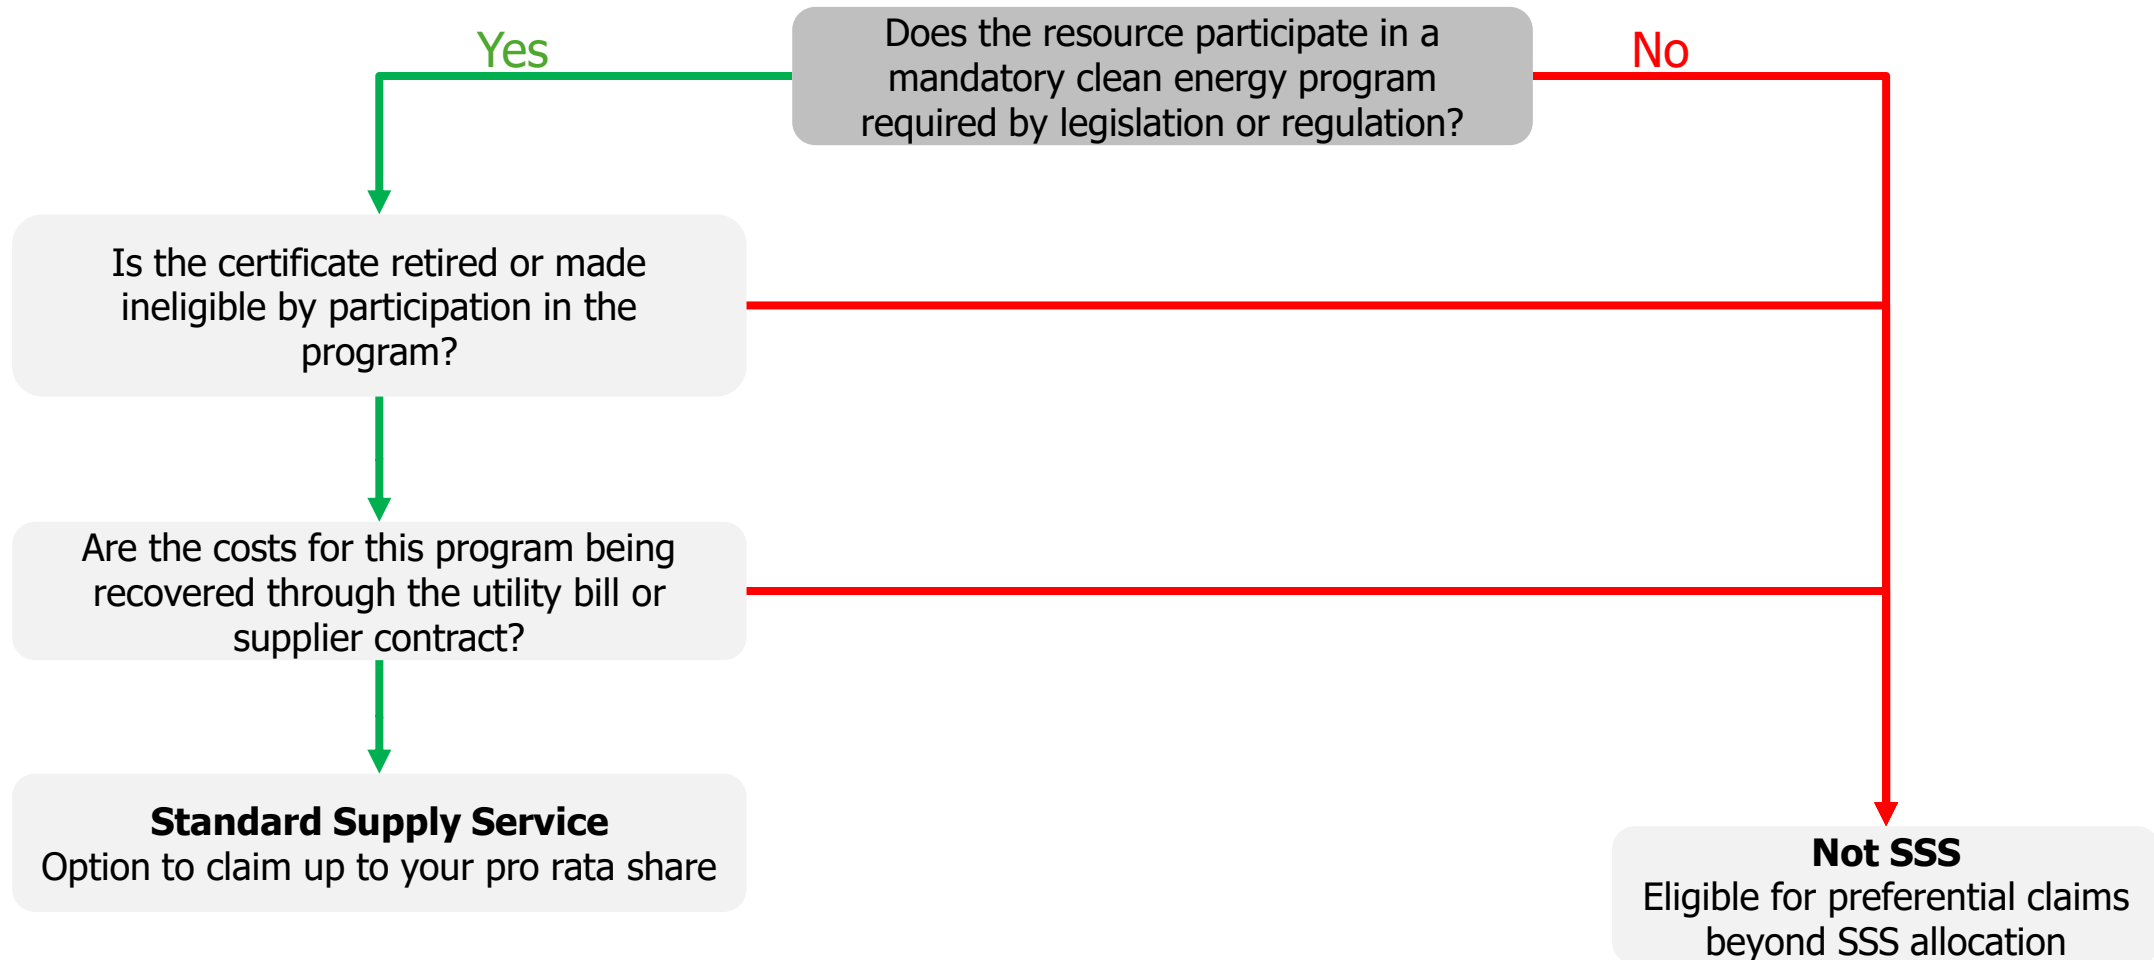 Yes
Does the resource participate in a
mandatory clean energy program
required by legislation or regulation?
No
Is the certificate retired or made
ineligible by participation in the
program?
Are the costs for this program being
recovered through the utility bill or
supplier contract?
Standard Supply Service
Option to claim up to your pro rata share
Not SSS
Eligible for preferential claims
beyond SSS allocation